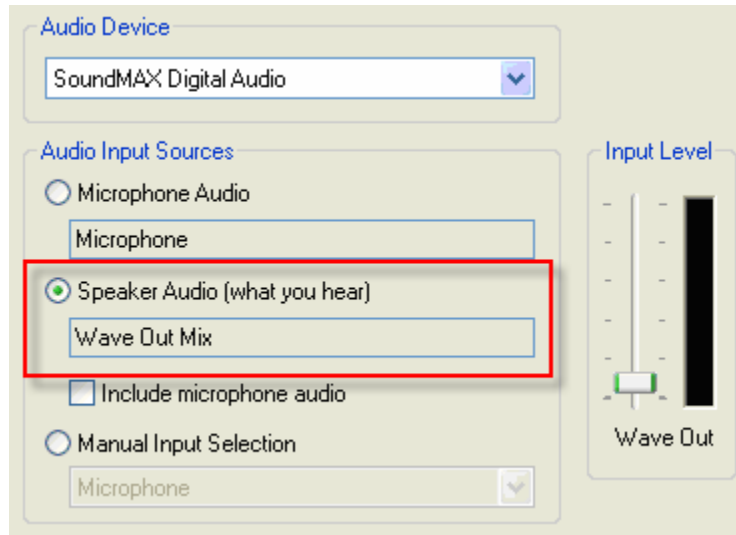 Audio Device
SoundMAX Digital Audio
Audio Input Sources
Microphone Audio
Microphone
Speaker Audio (what you hear)
Wave Out Mix
Include microphone audio
Manual Input Selection
Microphone
Input Level
Wave Out